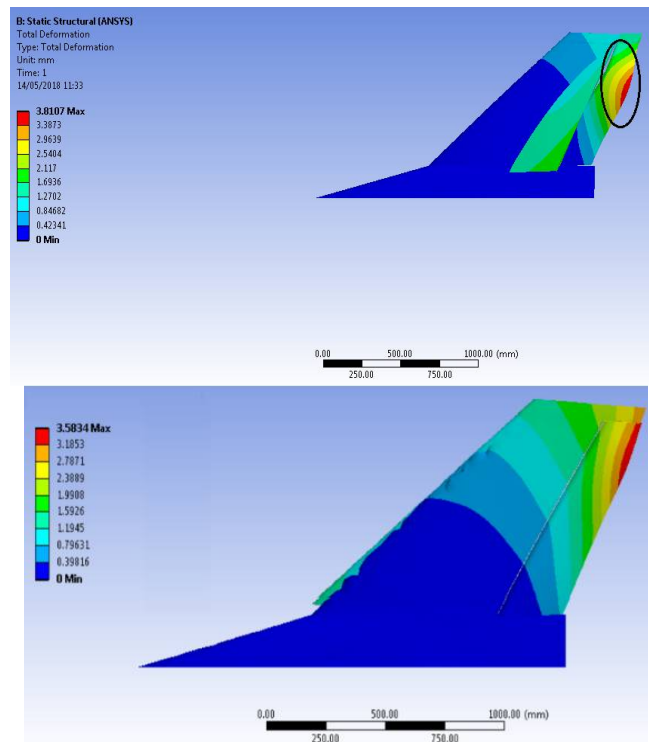 B: Static Structural (ANSYS)
Total Deformation
Type: Total Deformation
Unit: mm
Time: 1
14/05/2018 11:33
3.8107 Max
3.3873
2.9639
2.5404
2.117
1.6936
1.2702
0.84682
0.42341
0 Min
0.00 500.00 1000.00 (mm)
250.00 750.00
3.5834 Max
3.1853
2.7871
2.3889
1.9908
1.5926
1.1945
0.79631
0.39816
0 Min
0.00 500.00 1000.00 (mm)
250.00 750.00